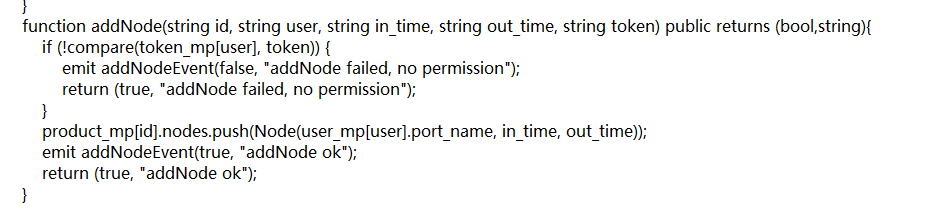 }
function addNode(string id, string user, string in_time, string out_time, string token) public returns (bool,string){
if (!compare(token_mp[user], token)) {
emit addNodeEvent(false, "addNode failed, no permission");
return (true, "addNode failed, no permission");
}
product_mp[id].nodes.push(Node(user_mp[user].port_name, in_time, out_time));
emit addNodeEvent(true, "addNode ok");
return (true, "addNode ok");
}